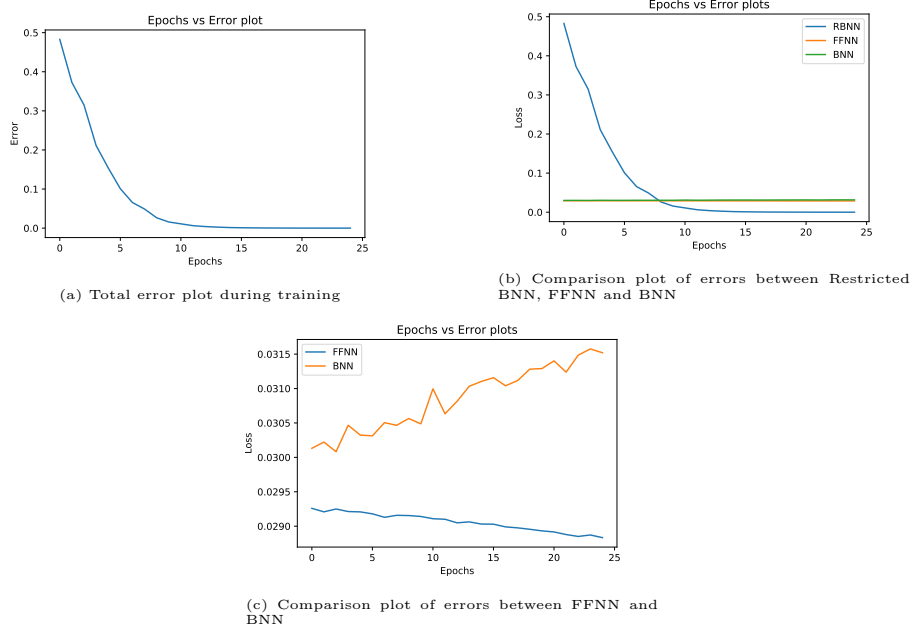 Epochs vs Error plot
0.5
0.4
0.3
0.2
0.1
0.0
Error
0 5 10 15 20 25
Epochs
(a) Total error plot during training
Epochs vs Error plots
0.5
0.4
0.3
0.2
0.1
0.0
Loss
RBNN
FFNN
BNN
0 5 10 15 20 25
Epochs
(b) Comparison plot of errors between Restricted
BNN, FFNN and BNN
Epochs vs Error plots
FFNN
BNN
0.0315
0.0310
0.0305
0.0300
0.0295
0.0290
Loss
0 5 10 15 20 25
Epochs
(c) Comparison plot of errors between FFNN and
BNN